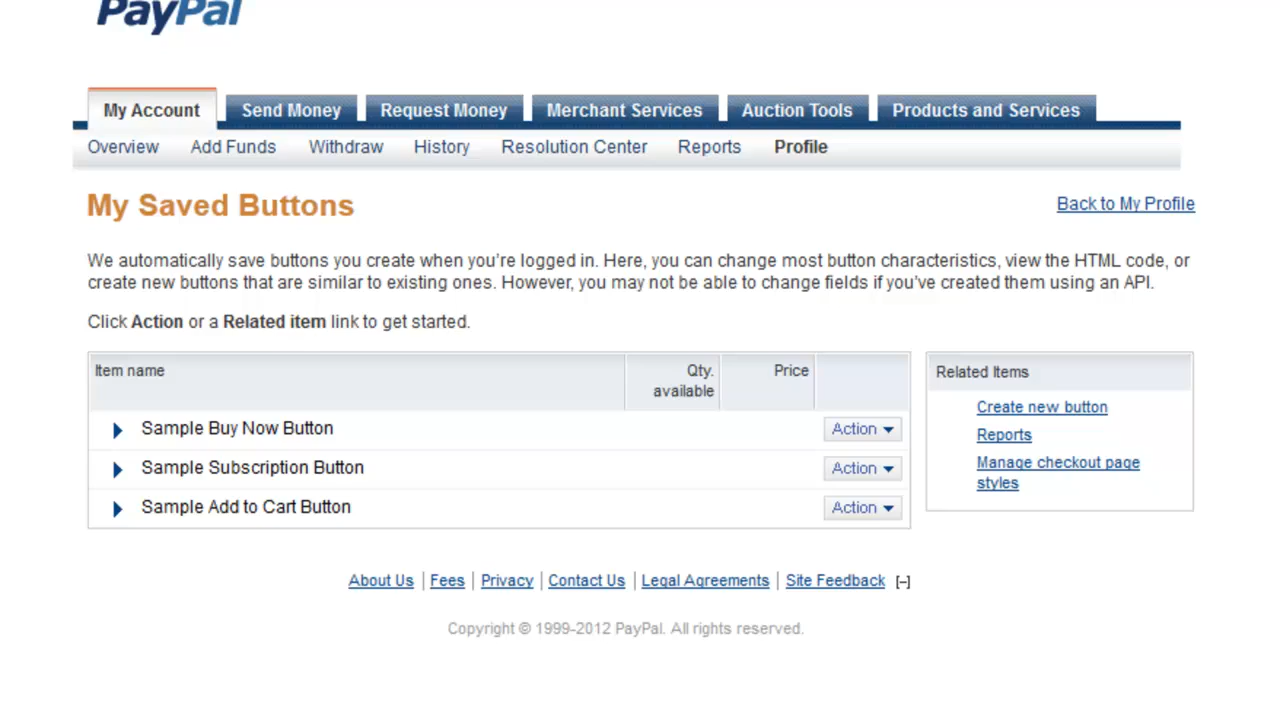 PayPal
My Account Send Money Request Money Merchant Services Auction Tools Products and Services
Overview Add Funds Withdraw History Resolution Center Reports Profile
My Saved Buttons
Back to My Profile
We automatically save buttons you create when you're logged in. Here, you can change most button characteristics, view the HTML code, or
create new buttons that are similar to existing ones. However, you may not be able to change fields if you've created them using an API.
Click Action or a Related item link to get started.
Item name
Qty.
available
Price
Sample Buy Now Button Action
Sample Subscription Button Action
Sample Add to Cart Button Action
Related Items
Create new button
Reports
Manage checkout page
styles
About Us | Fees | Privacy | Contact Us | Legal Agreements | Site Feedback [–]
Copyright © 1999-2012 PayPal. All rights reserved.